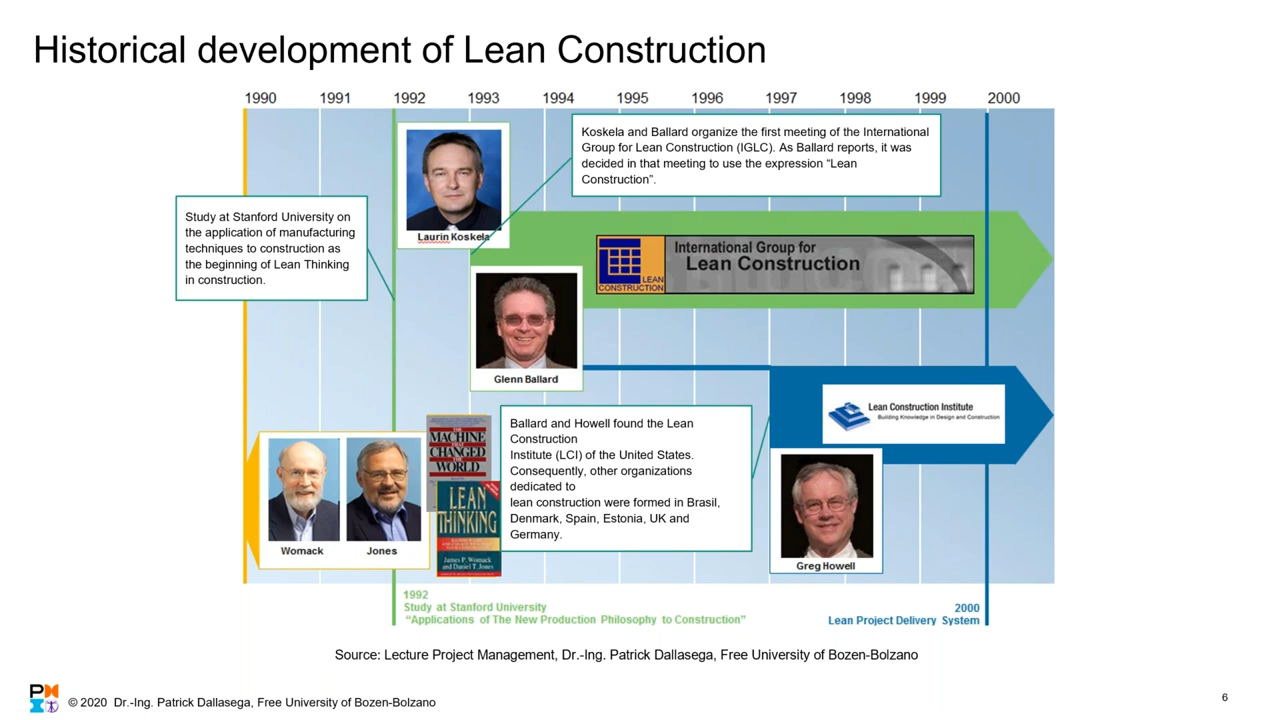 Historical development of Lean Construction
1990 1991 1992 1993 1994 1995 1996 1997 1998 1999 2000
Koskela and Ballard organize the first meeting of the International
Group for Lean Construction (IGLC). As Ballard reports, it was
decided in that meeting to use the expression “Lean
Construction”.
Laurin Koskela
Study at Stanford University on
the application of manufacturing
techniques to construction as
the beginning of Lean Thinking
in construction.
LEAN
CONSTRUCTION
International Group for
Lean Construction
Glenn Ballard
Lean Construction Institute
Building Knowledge in Design and Construction
Womack
Jones
THE
MACHINE
THAT
CHANGED
THE
WORLD
LEAN
THINKING
James P. Womack
and Daniel T. Jones
Ballard and Howell found the Lean
Construction
Institute (LCI) of the United States.
Consequently, other organizations
dedicated to
lean construction were formed in Brasil,
Denmark, Spain, Estonia, UK and
Germany.
Greg Howell
1992
Study at Stanford University
“Applications of The New Production Philosophy to Construction”
2000
Lean Project Delivery System
Source: Lecture Project Management, Dr.-Ing. Patrick Dallasega, Free University of Bozen-Bolzano
© 2020 Dr.-Ing. Patrick Dallasega, Free University of Bozen-Bolzano
6